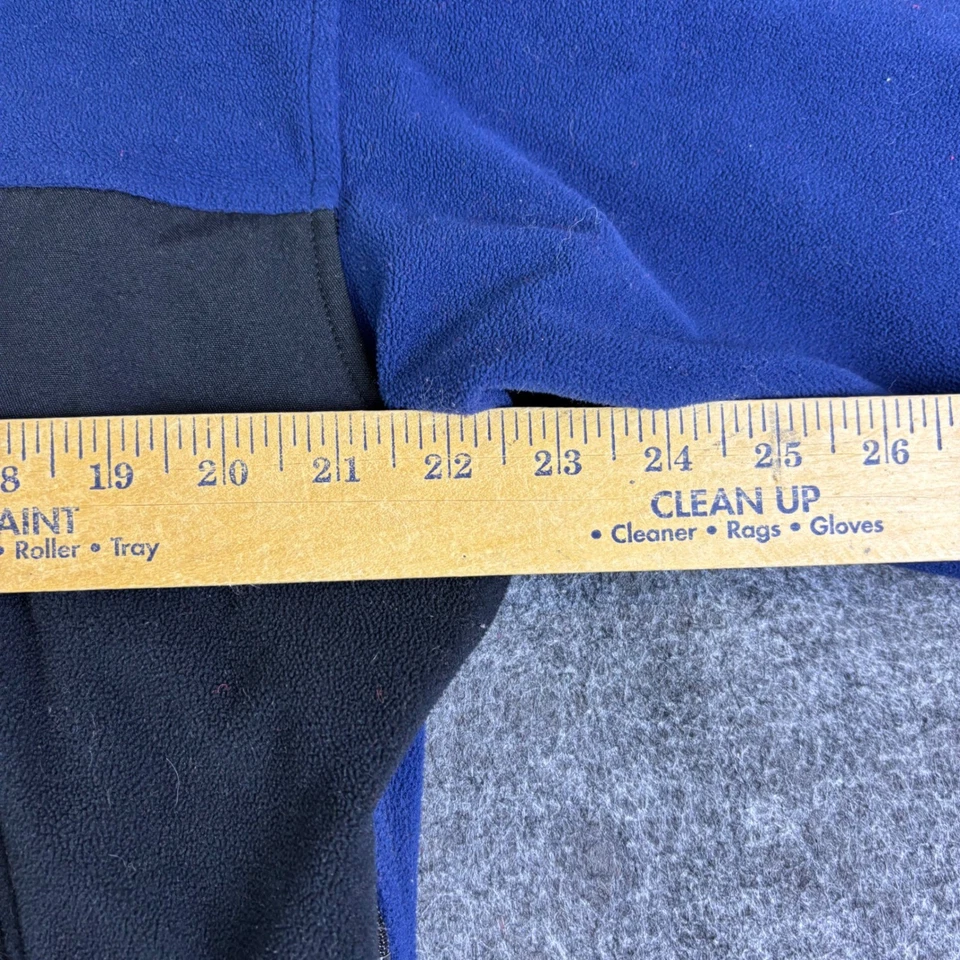 8 19 20 21 22 23 24 25 26
AINT CLEAN UP
• Roller • Tray • Cleaner • Rags • Gloves